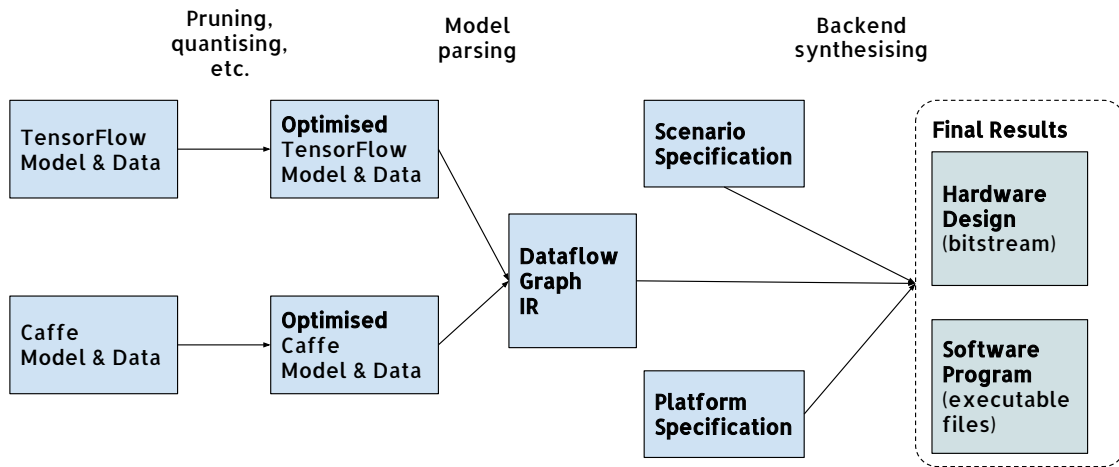 Pruning,
quantising,
etc.
Model
parsing
Backend
synthesising
TensorFlow
Model & Data
Optimised
TensorFlow
Model & Data
Caffe
Model & Data
Optimised
Caffe
Model & Data
Dataflow
Graph
IR
Scenario
Specification
Platform
Specification
Final Results
Hardware
Design
(bitstream)
Software
Program
(executable
files)